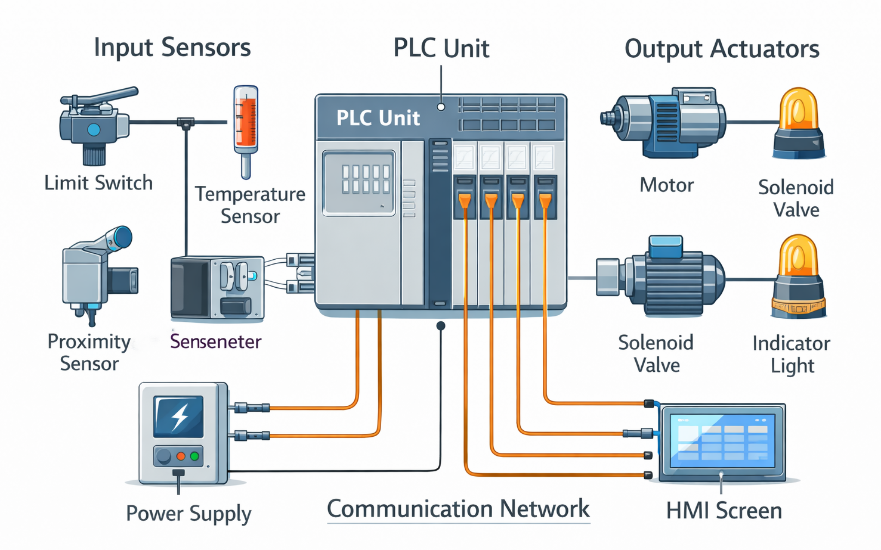 Input Sensors
PLC Unit
Output Actuators
PLC Unit
Limit Switch
Temperature
Sensor
Motor
Solenoid
Valve
Proximity
Sensor
Senseneter
Solenoid
Valve
Indicator
Light
Power Supply
Communication Network
HMI Screen